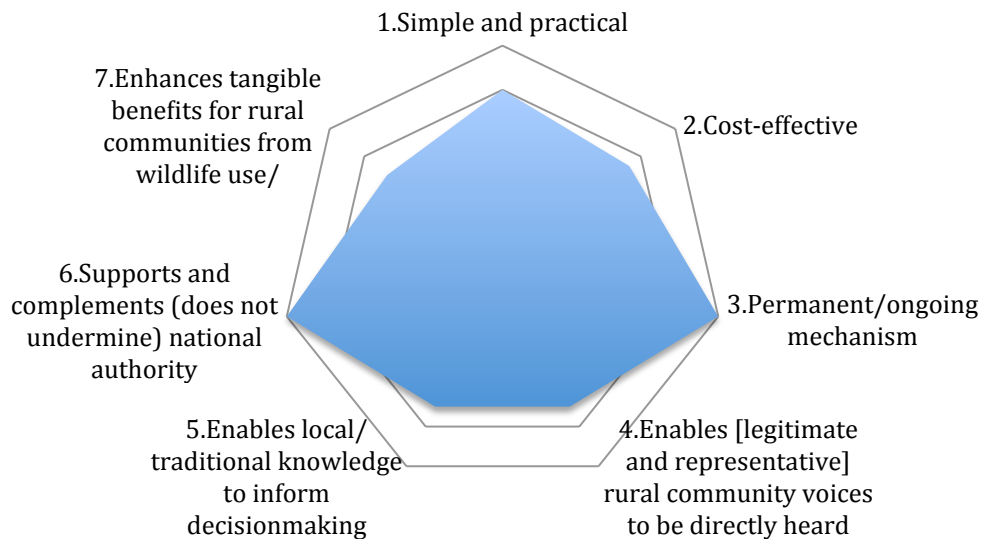 1.Simple and practical
2.Cost-effective
3.Permanent/ongoing
mechanism
4.Enables [legitimate
and representative]
rural community voices
to be directly heard
5.Enables local/
traditional knowledge
to inform
decisionmaking
6.Supports and
complements (does not
undermine) national
authority
7.Enhances tangible
benefits for rural
communities from
wildlife use/